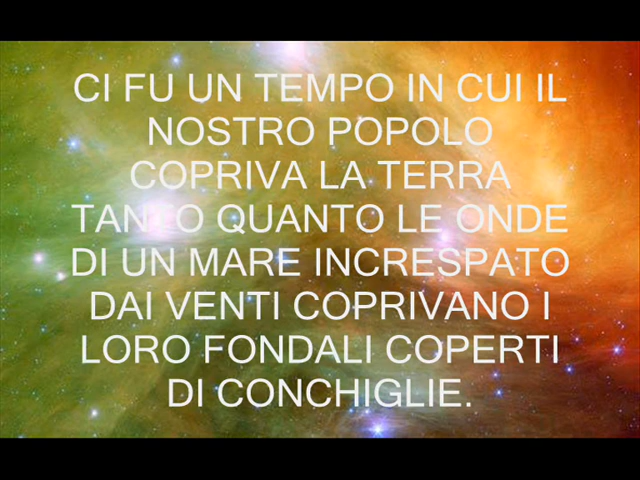 CI FU UN TEMPO IN CUI IL
NOSTRO POPOLO
COPRIVA LA TERRA
TANTO QUANTO LE ONDE
DI UN MARE INCRESPATO
DAI VENTI COPRIVANO I
LORO FONDALI COPERTI
DI CONCHIGLIE.